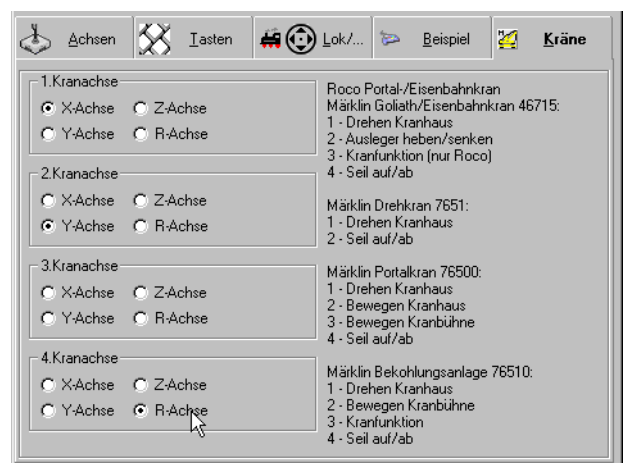 Achsen Tasten Lok/... Beispiel Kräne
1.Kranachse
X-Achse Z-Achse
Y-Achse R-Achse
2.Kranachse
X-Achse Z-Achse
Y-Achse R-Achse
3.Kranachse
X-Achse Z-Achse
Y-Achse R-Achse
4.Kranachse
X-Achse Z-Achse
Y-Achse R-Achse
Roco Portal-/Eisenbahnkran
Märklin Goliath/Eisenbahnkran 46715:
1 - Drehen Kranhaus
2 - Ausleger heben/senken
3 - Kranfunktion (nur Roco)
4 - Seil auf/ab
Märklin Drehkran 7651:
1 - Drehen Kranhaus
2 - Seil auf/ab
Märklin Portalkran 76500:
1 - Drehen Kranhaus
2 - Bewegen Kranhaus
3 - Bewegen Kranbühne
4 - Seil auf/ab
Märklin Bekohlungsanlage 76510:
1 - Drehen Kranhaus
2 - Bewegen Kranbühne
3 - Kranfunktion
4 - Seil auf/ab